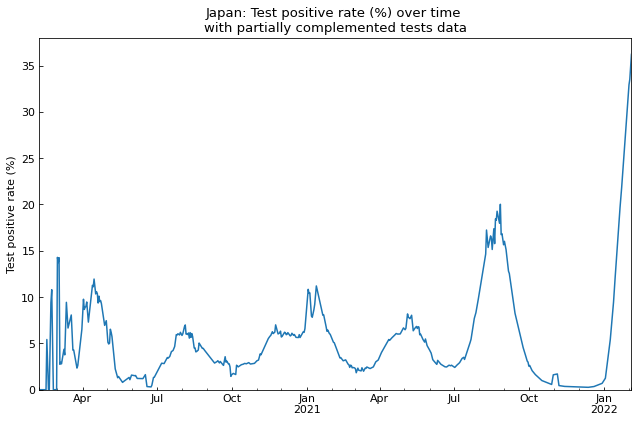 Japan: Test positive rate (%) over time
with partially complemented tests data
Test positive rate (%)
35
30
25
20
15
10
5
0
Apr Jul Oct Jan Apr Jul Oct Jan
2021 2022